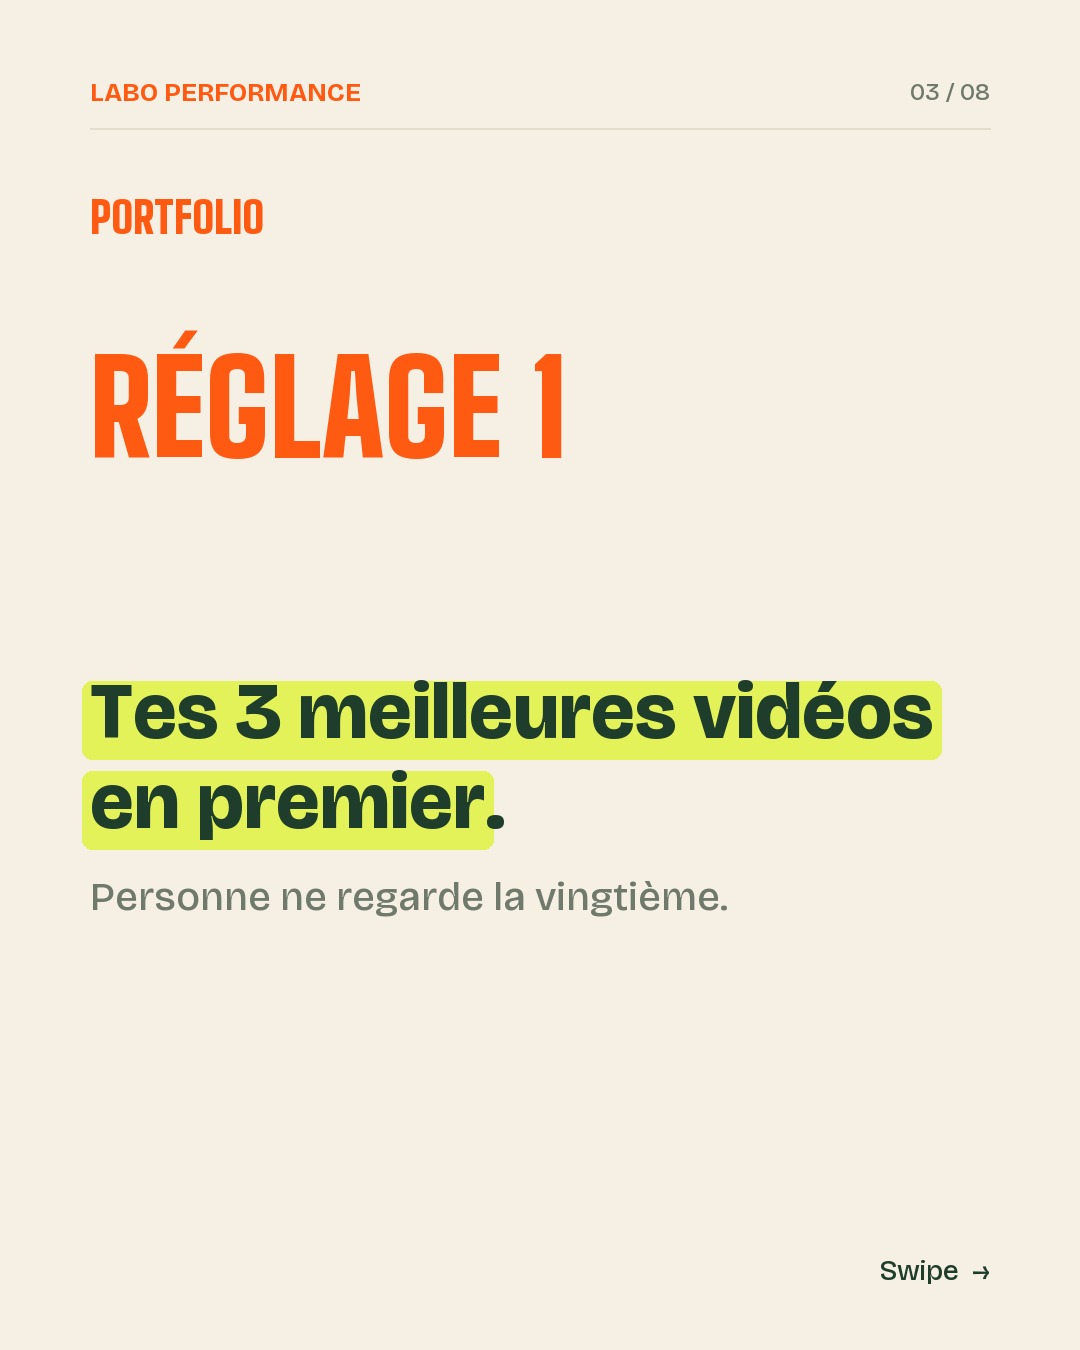 LABO PERFORMANCE
03 / 08
PORTFOLIO
RÉGLAGE 1
Tes 3 meilleures vidéos
en premier.
Personne ne regarde la vingtième.
Swipe →